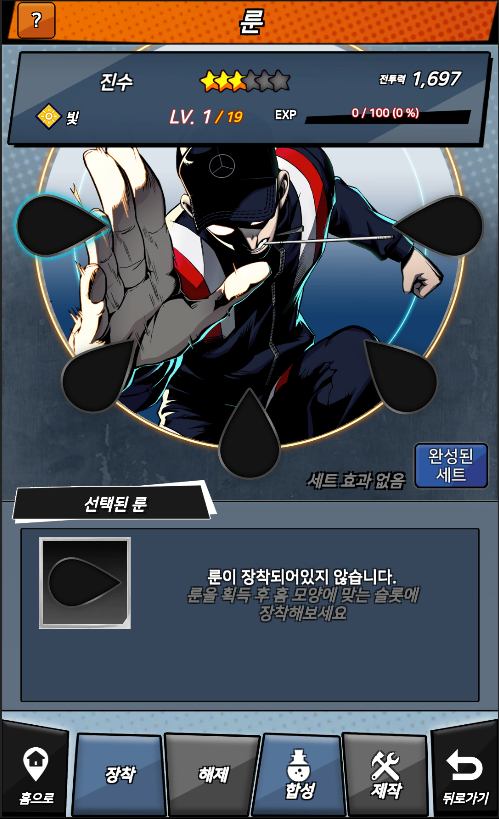 ?
룬
진수
전투력 1,697
빛
LV. 1 / 19
EXP
0 / 100 (0 %)
세트 효과 없음
완성된
세트
선택된 룬
룬이 장착되어있지 않습니다.
룬을 획득 후 홈 모양에 맞는 슬롯에
장착해보세요
홈으로
장착
해제
합성
제작
뒤로가기